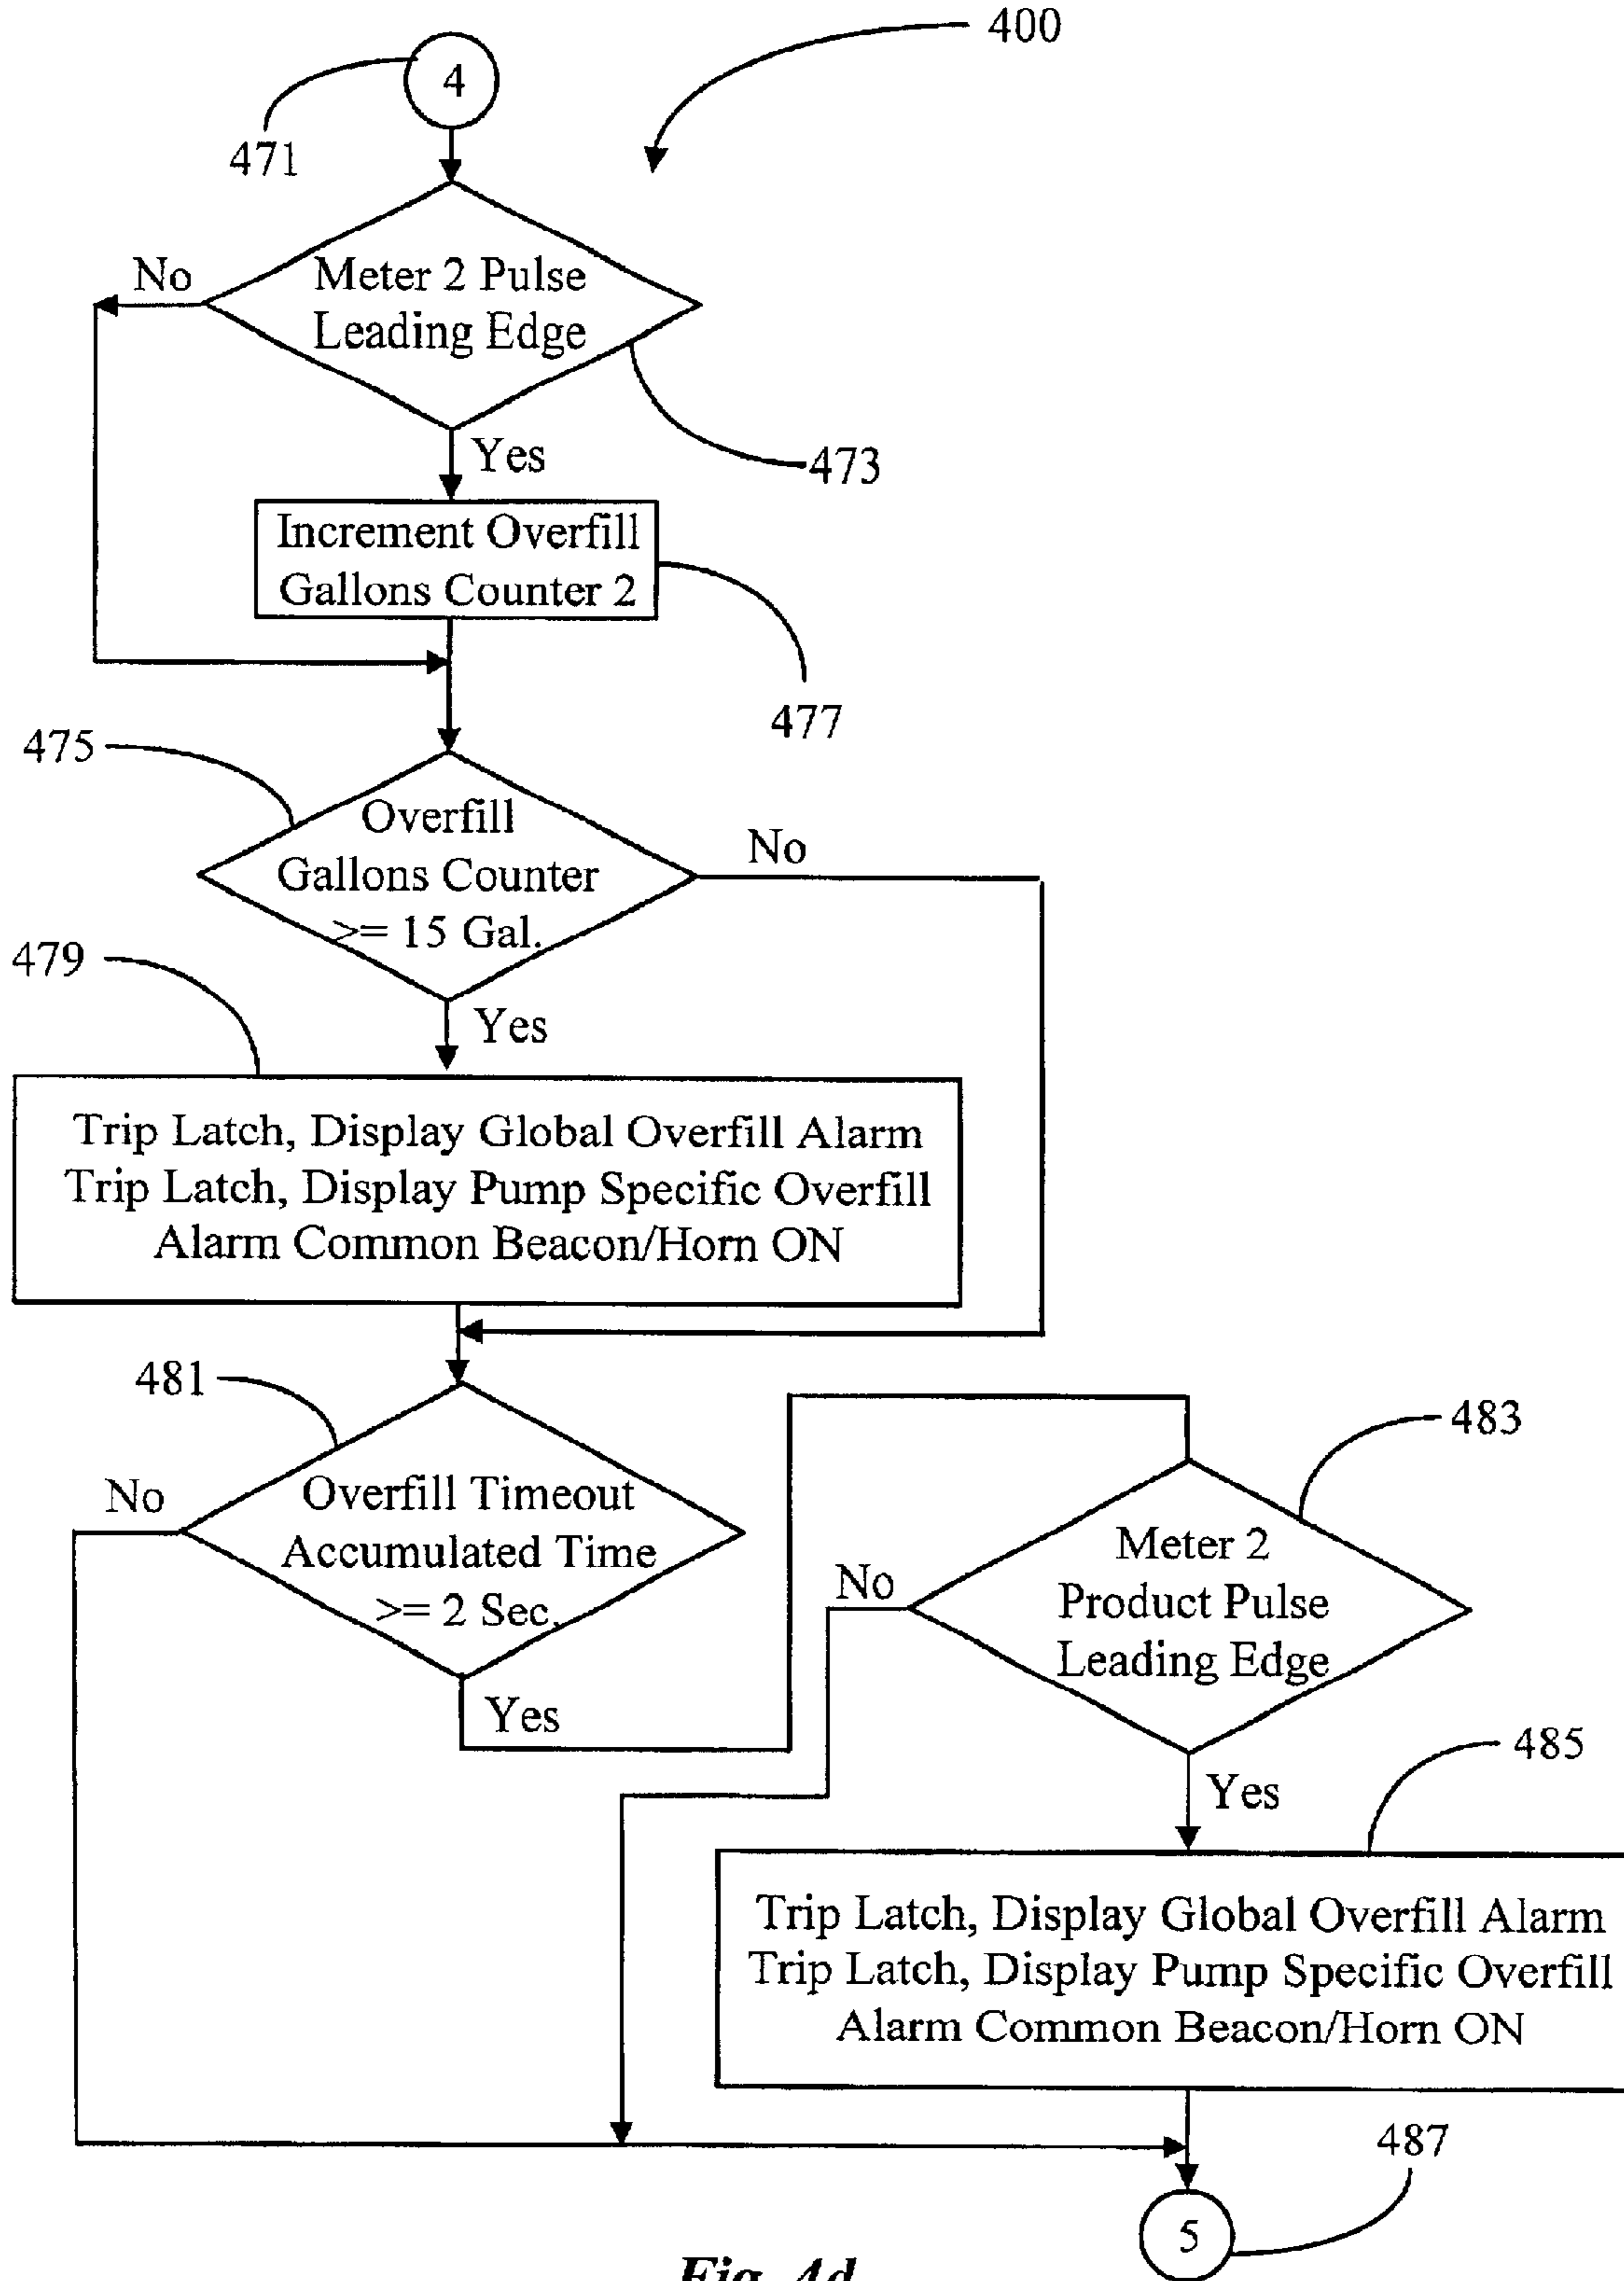 400
4
471
No
Meter 2 Pulse
Leading Edge
Yes
473
Increment Overfill
Gallons Counter 2
477
475
Overfill
Gallons Counter
>= 15 Gal.
No
479
Yes
Trip Latch, Display Global Overfill Alarm
Trip Latch, Display Pump Specific Overfill
Alarm Common Beacon/Horn ON
481
483
No
Overfill Timeout
Accumulated Time
>= 2 Sec.
Yes
Meter 2
Product Pulse
Leading Edge
No
485
Yes
Trip Latch, Display Global Overfill Alarm
Trip Latch, Display Pump Specific Overfill
Alarm Common Beacon/Horn ON
487
5
Fig. 4d